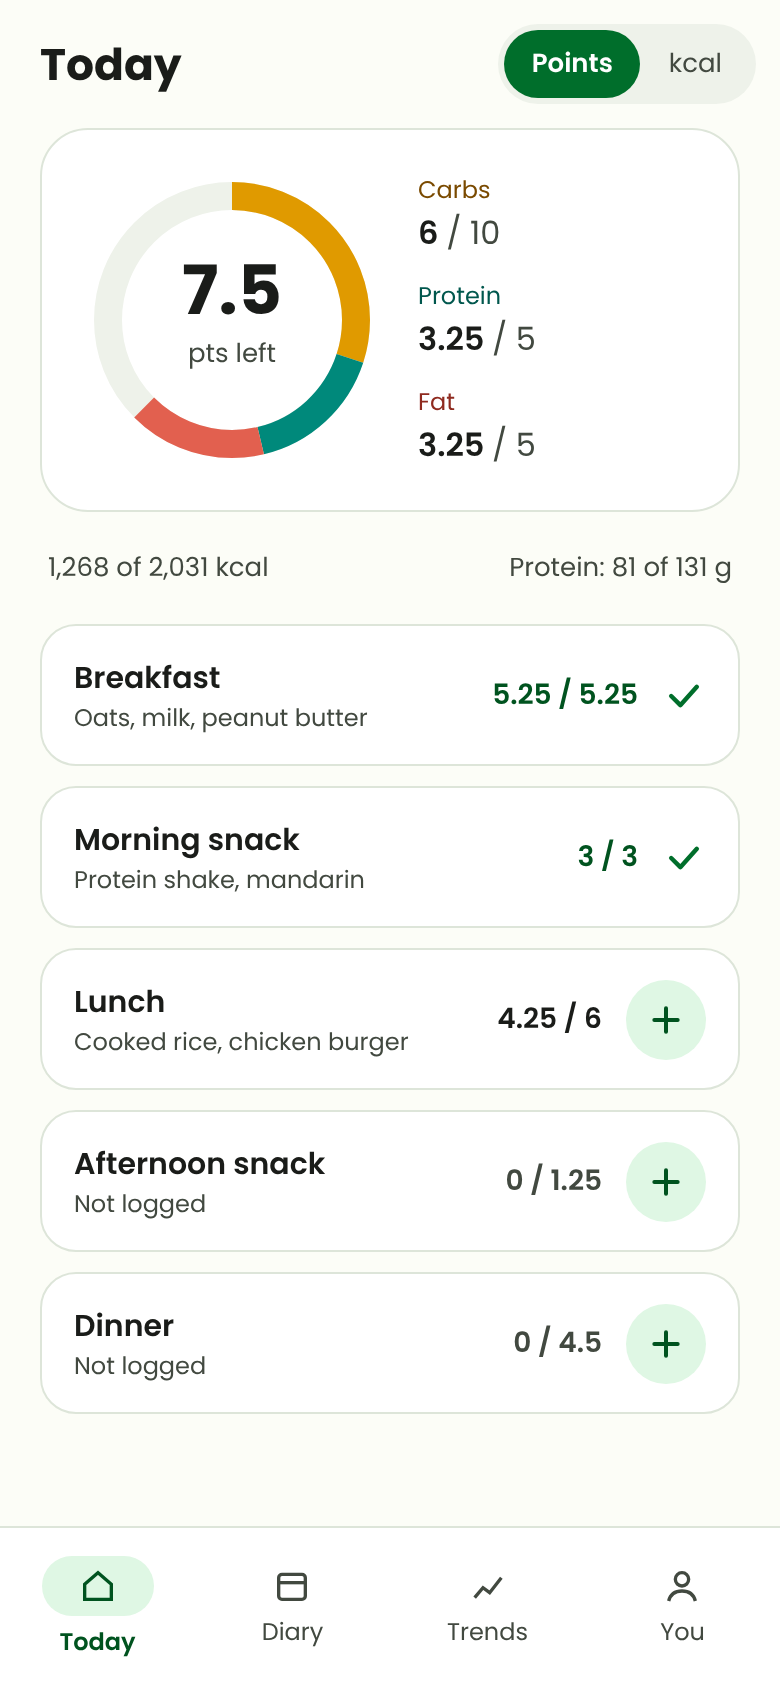 Today
Points
kcal
7.5
pts left
Carbs
6 / 10
Protein
3.25 / 5
Fat
3.25 / 5
1,268 of 2,031 kcal
Protein: 81 of 131 g
Breakfast
Oats, milk, peanut butter
5.25 / 5.25
Morning snack
Protein shake, mandarin
3 / 3
Lunch
Cooked rice, chicken burger
4.25 / 6
Afternoon snack
Not logged
0 / 1.25
Dinner
Not logged
0 / 4.5
Today
Diary
Trends
You